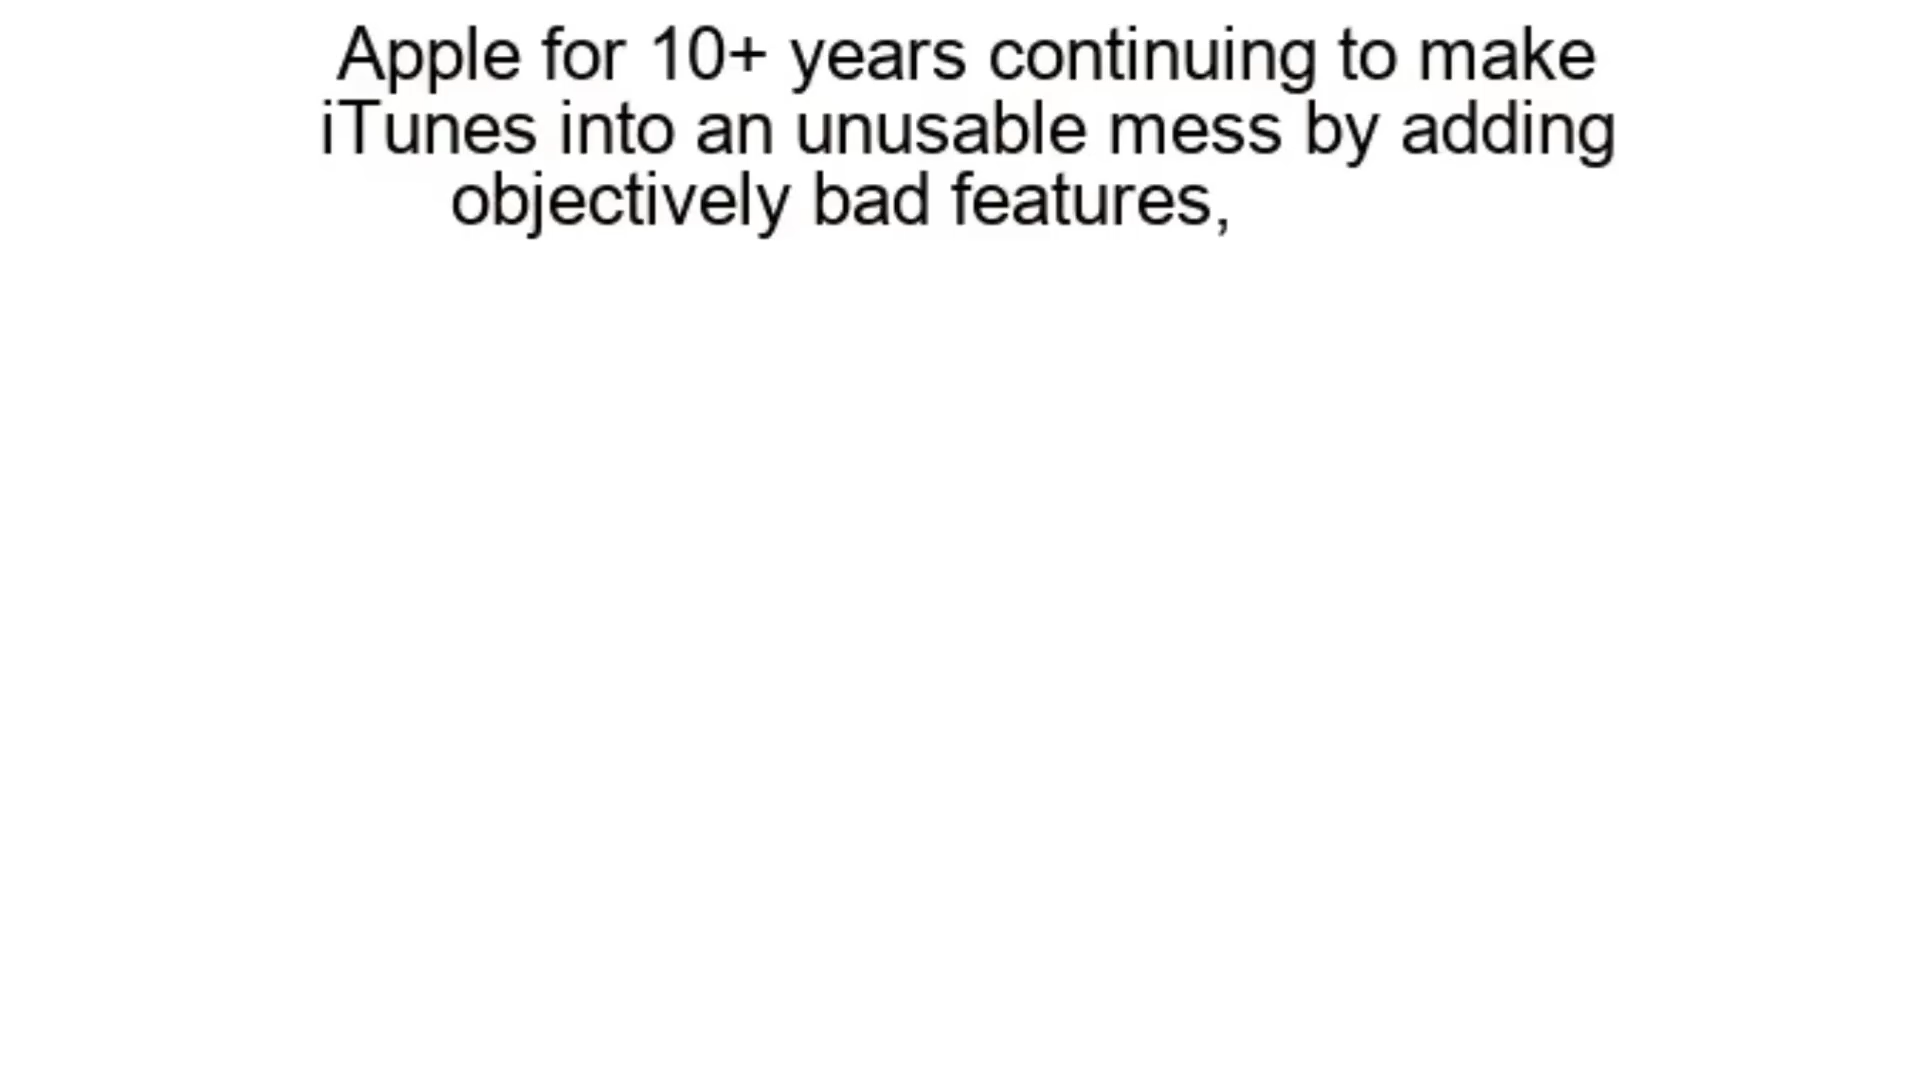 Apple for 10+ years continuing to make
iTunes into an unusable mess by adding
objectively bad features,